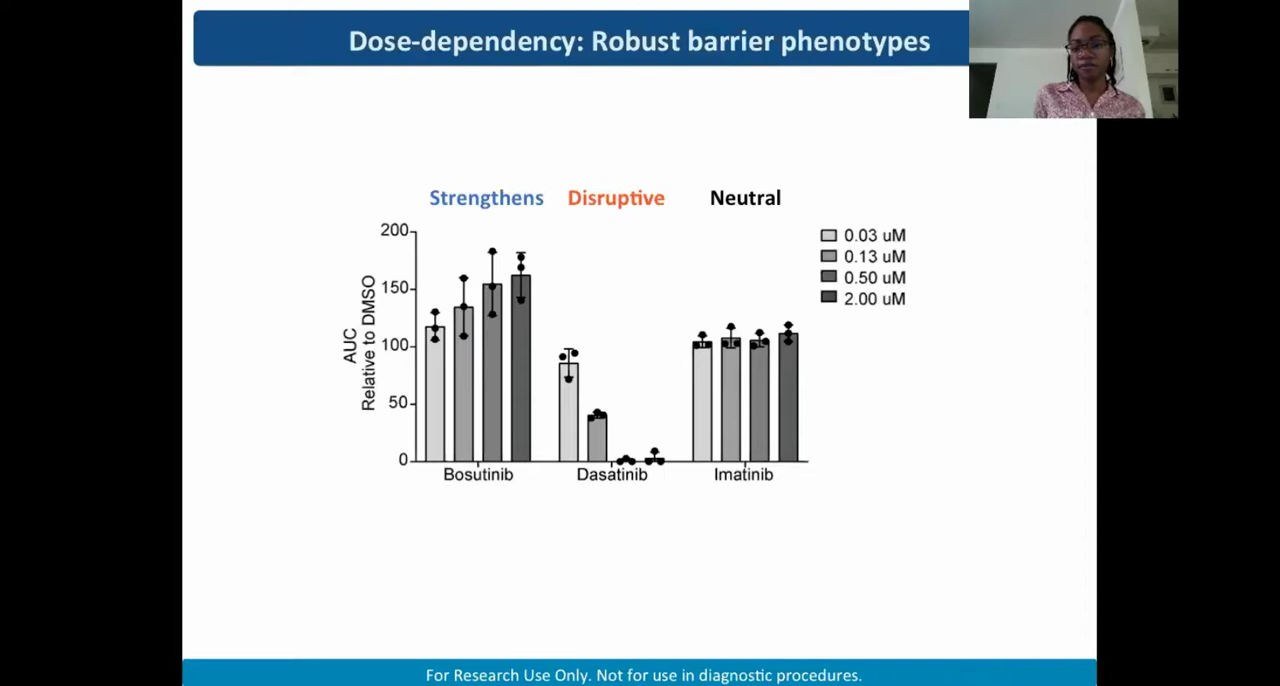 Dose-dependency: Robust barrier phenotypes
Strengthens Disruptive Neutral
200
150
100
50
0
AUC
Relative to DMSO
0.03 uM
0.13 uM
0.50 uM
2.00 uM
Bosutinib Dasatinib Imatinib
For Research Use Only. Not for use in diagnostic procedures.